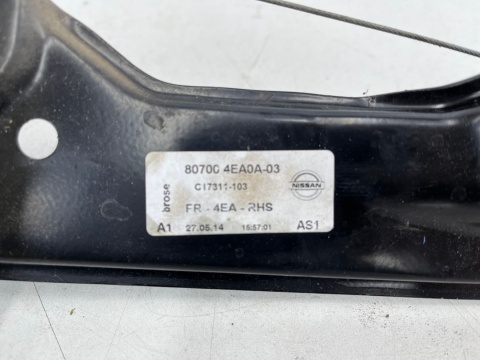 80700 4EA0A-03
C17311-103
NISSAN
brose
FR - 4EA - RHS
A1 27.05.14 15:57:01 AS1